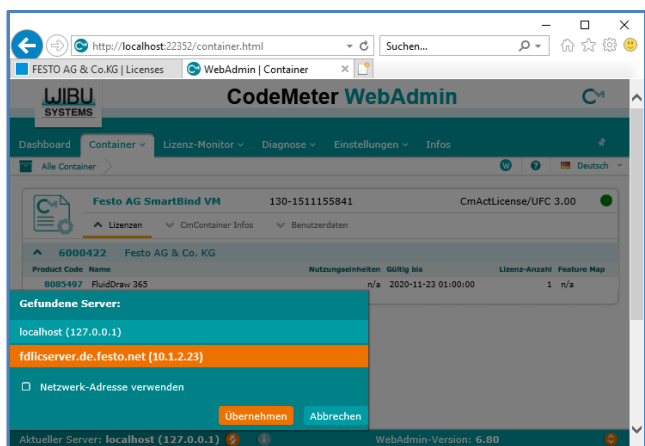 http://localhost:22352/container.html
Suchen...
FESTO AG & Co.KG | Licenses
WebAdmin | Container
WIBU
SYSTEMS
CodeMeter WebAdmin
Dashboard Container Lizenz-Monitor Diagnose Einstellungen Infos
Alle Container
W
?
Deutsch
Festo AG SmartBind VM 130-1511155841 CmActLicense/UFC 3.00
Lizenzen CmContainer Infos Benutzerdaten
6000422 Festo AG & Co. KG
Product Code Name Nutzungseinheiten Gültig bis Lizenz-Anzahl Feature Map
8085497 FluidDraw 365 n/a 2020-11-23 01:00:00 1 n/a
Gefundene Server:
localhost (127.0.0.1)
fdlicserver.de.festo.net (10.1.2.23)
Netzwerk-Adresse verwenden
Übernehmen Abbrechen
Aktueller Server: localhost (127.0.0.1)
WebAdmin-Version: 6.80